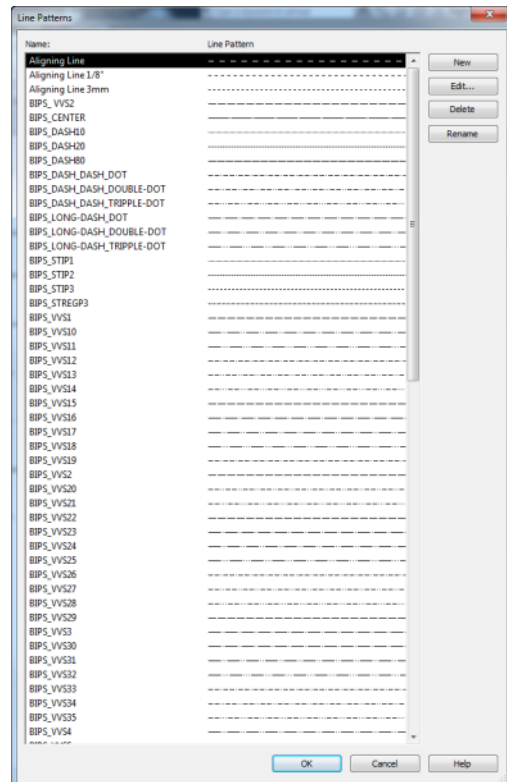 Line Patterns
Name: Line Pattern
Aligning Line
Aligning Line 1/8"
Aligning Line 3mm
BIPS_ VVS2
BIPS_CENTER
BIPS_DASH10
BIPS_DASH20
BIPS_DASH80
BIPS_DASH_DASH_DOT
BIPS_DASH_DASH_DOUBLE-DOT
BIPS_DASH_DASH_TRIPPLE-DOT
BIPS_LONG-DASH_DOT
BIPS_LONG-DASH_DOUBLE-DOT
BIPS_LONG-DASH_TRIPPLE-DOT
BIPS_STIP1
BIPS_STIP2
BIPS_STIP3
BIPS_STREGP3
BIPS_VVS1
BIPS_VVS10
BIPS_VVS11
BIPS_VVS12
BIPS_VVS13
BIPS_VVS14
BIPS_VVS15
BIPS_VVS16
BIPS_VVS17
BIPS_VVS18
BIPS_VVS19
BIPS_VVS2
BIPS_VVS20
BIPS_VVS21
BIPS_VVS22
BIPS_VVS23
BIPS_VVS24
BIPS_VVS25
BIPS_VVS26
BIPS_VVS27
BIPS_VVS28
BIPS_VVS29
BIPS_VVS3
BIPS_VVS30
BIPS_VVS31
BIPS_VVS32
BIPS_VVS33
BIPS_VVS34
BIPS_VVS35
BIPS_VVS4
New
Edit...
Delete
Rename
OK Cancel Help